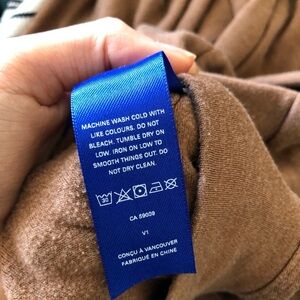 MACHINE WASH COLD WITH
LIKE COLOURS. DO NOT
BLEACH. TUMBLE DRY ON
LOW. IRON ON LOW TO
SMOOTH THINGS OUT. DO
NOT DRY CLEAN.
30
CA 59009
V1
CONÇU À VANCOUVER
FABRIQUÉ EN CHINE